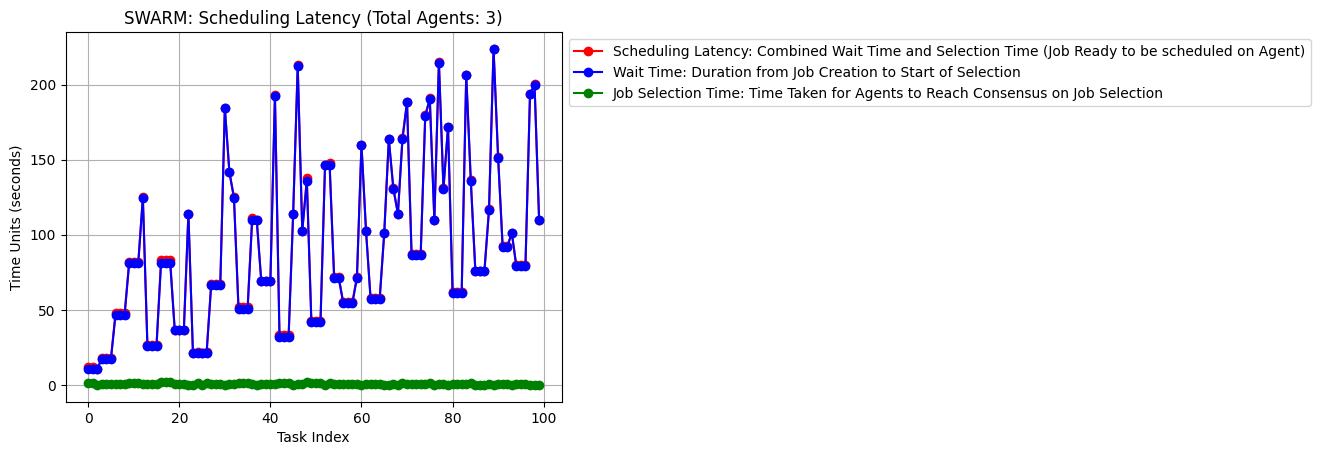 SWARM: Scheduling Latency (Total Agents: 3)
Scheduling Latency: Combined Wait Time and Selection Time (Job Ready to be scheduled on Agent)
Wait Time: Duration from Job Creation to Start of Selection
Job Selection Time: Time Taken for Agents to Reach Consensus on Job Selection
Time Units (seconds)
200
150
100
50
0
0 20 40 60 80 100
Task Index